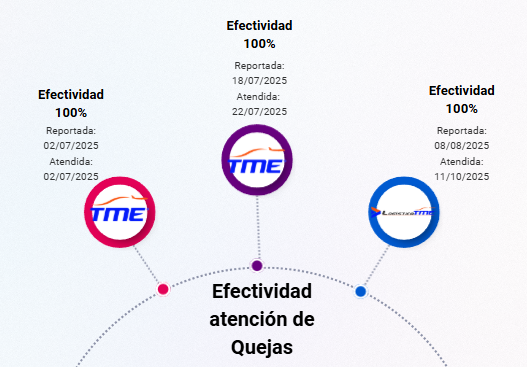 Efectividad
100%
Reportada:
18/07/2025
Atendida:
22/07/2025
TME
Efectividad
100%
Reportada:
02/07/2025
Atendida:
02/07/2025
TME
Efectividad
100%
Reportada:
08/08/2025
Atendida:
11/10/2025
LogisticaTME
Efectividad
atención de
Quejas